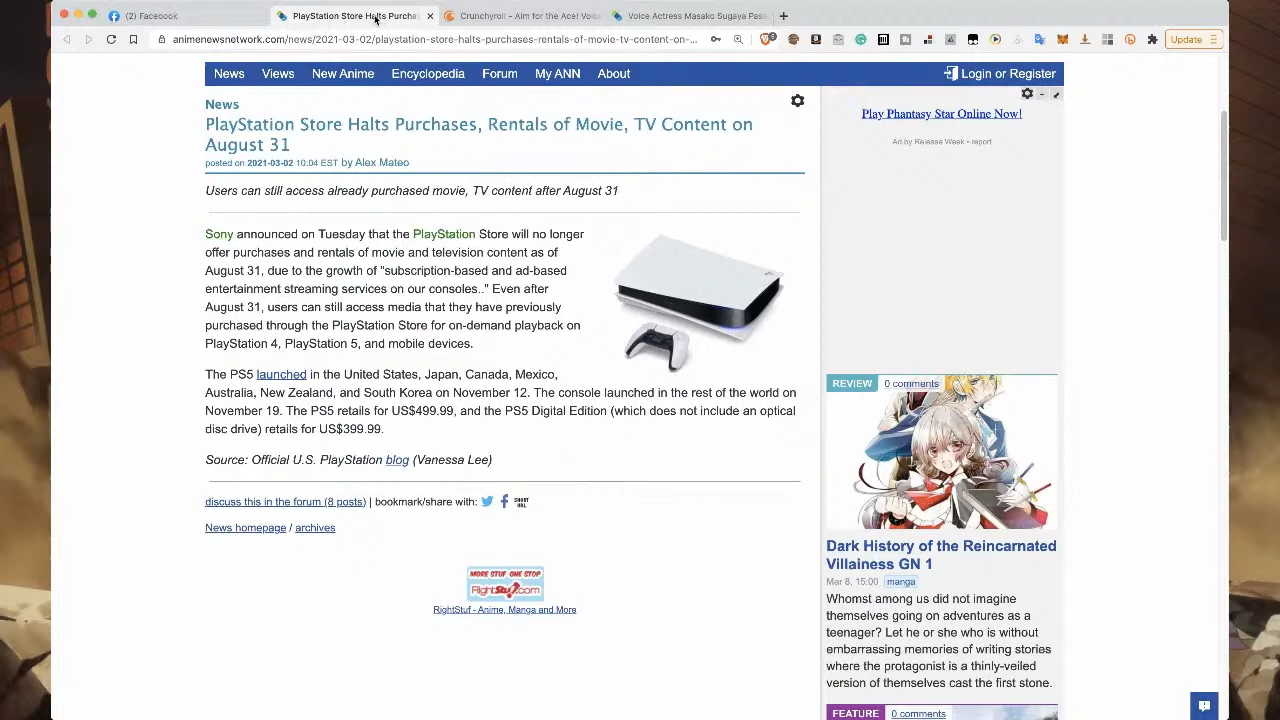 (2) Facebook
PlayStation Store Halts Purchas
Crunchyroll – Aim for the Ace! Voice
Voice Actress Masako Sugaya Pass
animenewsnetwork.com/news/2021-03-02/playstation-store-halts-purchases-rentals-of-movie-tv-content-on-...
Update
News Views New Anime Encyclopedia Forum My ANN About
Login or Register
News
PlayStation Store Halts Purchases, Rentals of Movie, TV Content on
August 31
posted on 2021-03-02 10:04 EST by Alex Mateo
Users can still access already purchased movie, TV content after August 31
Sony announced on Tuesday that the PlayStation Store will no longer
offer purchases and rentals of movie and television content as of
August 31, due to the growth of "subscription-based and ad-based
entertainment streaming services on our consoles.." Even after
August 31, users can still access media that they have previously
purchased through the PlayStation Store for on-demand playback on
PlayStation 4, PlayStation 5, and mobile devices.
The PS5 launched in the United States, Japan, Canada, Mexico,
Australia, New Zealand, and South Korea on November 12. The console launched in the rest of the world on
November 19. The PS5 retails for US$499.99, and the PS5 Digital Edition (which does not include an optical
disc drive) retails for US$399.99.
Source: Official U.S. PlayStation blog (Vanessa Lee)
discuss this in the forum (8 posts) | bookmark/share with: SHORT URL
News homepage / archives
MORE STUF. ONE STOP
RightStuf.com
RightStuf - Anime, Manga and More
Play Phantasy Star Online Now!
Ad by Release Week • report
REVIEW 0 comments
Dark History of the Reincarnated
Villainess GN 1
Mar 8, 15:00 manga
Whomst among us did not imagine
themselves going on adventures as a
teenager? Let he or she who is without
embarrassing memories of writing stories
where the protagonist is a thinly-veiled
version of themselves cast the first stone.
FEATURE 0 comments